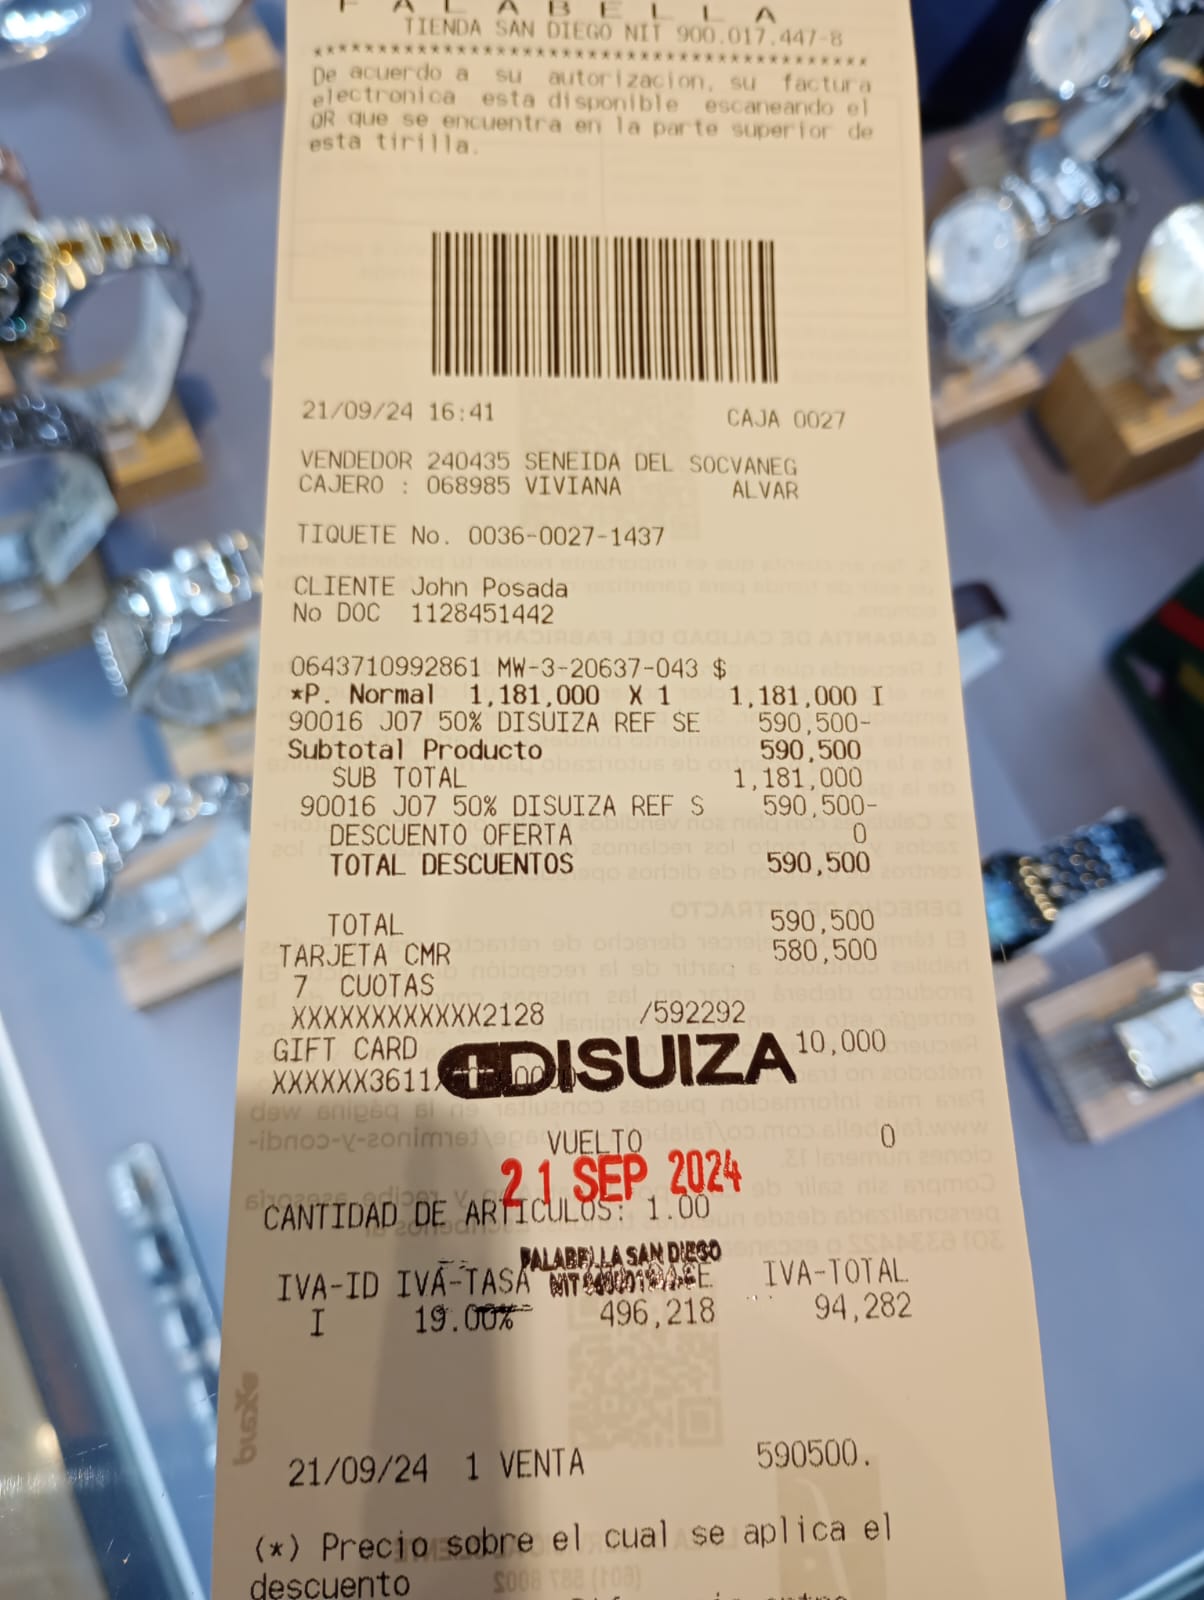 FALABELLA
TIENDA SAN DIEGO NIT 900.017.447-8
****************************************
De acuerdo a su autorizacion, su factura
electronica esta disponible escaneando el
QR que se encuentra en la parte superior de
esta tirilla.
21/09/24 16:41 CAJA 0027
VENDEDOR 240435 SENEIDA DEL SOCVANEG
CAJERO : 068985 VIVIANA ALVAR
TIQUETE No. 0036-0027-1437
CLIENTE John Posada
No DOC 1128451442
0643710992861 MW-3-20637-043 $
*P. Normal 1,181,000 X 1 1,181,000 I
90016 J07 50% DISUIZA REF SE 590,500-
Subtotal Producto 590,500
SUB TOTAL 1,181,000
90016 J07 50% DISUIZA REF S 590,500-
DESCUENTO OFERTA 0
TOTAL DESCUENTOS 590,500
TOTAL 590,500
TARJETA CMR 580,500
7 CUOTAS
XXXXXXXXXXXX2128 /592292
GIFT CARD 10,000
DISUIZA
XXXXXX3611
VUELTO 0
21 SEP 2024
CANTIDAD DE ARTICULOS: 1.00
FALABELLA SAN DIEGO
NIT
IVA-ID IVA-TASA IVA-TOTAL
I 19.00% 496,218 94,282
21/09/24 1 VENTA 590500.
(*) Precio sobre el cual se aplica el
descuento